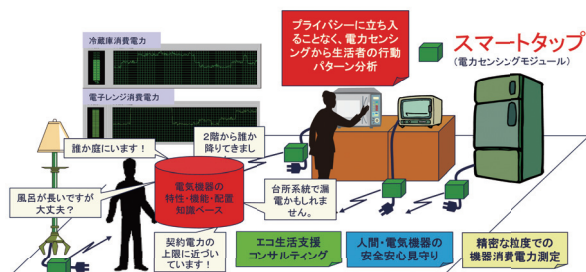 冷蔵庫消費電力
電子レンジ消費電力
プライバシーに立ち入
ることなく、電力センシ
ングから生活者の行動
パターン分析
スマートタップ
(電力センシングモジュール)
誰か庭にいます！
2階から誰か
降りてきまし
風呂が長いですが
大丈夫？
電気機器の
特性・機能・配置
知識ベース
台所系統で漏
電かもしれま
せん。
契約電力の
上限に近づい
ています！
エコ生活支援
コンサルティング
人間・電気機器の
安全安心見守り
精密な粒度での
機器消費電力測定